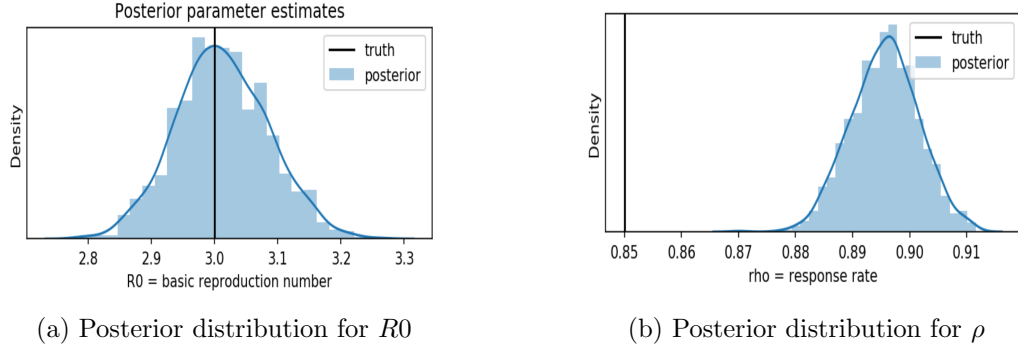 Posterior parameter estimates
truth
posterior
Density
2.8 2.9 3.0 3.1 3.2 3.3
R0 = basic reproduction number
(a) Posterior distribution for R0
truth
posterior
Density
0.85 0.86 0.87 0.88 0.89 0.90 0.91
rho = response rate
(b) Posterior distribution for ρ